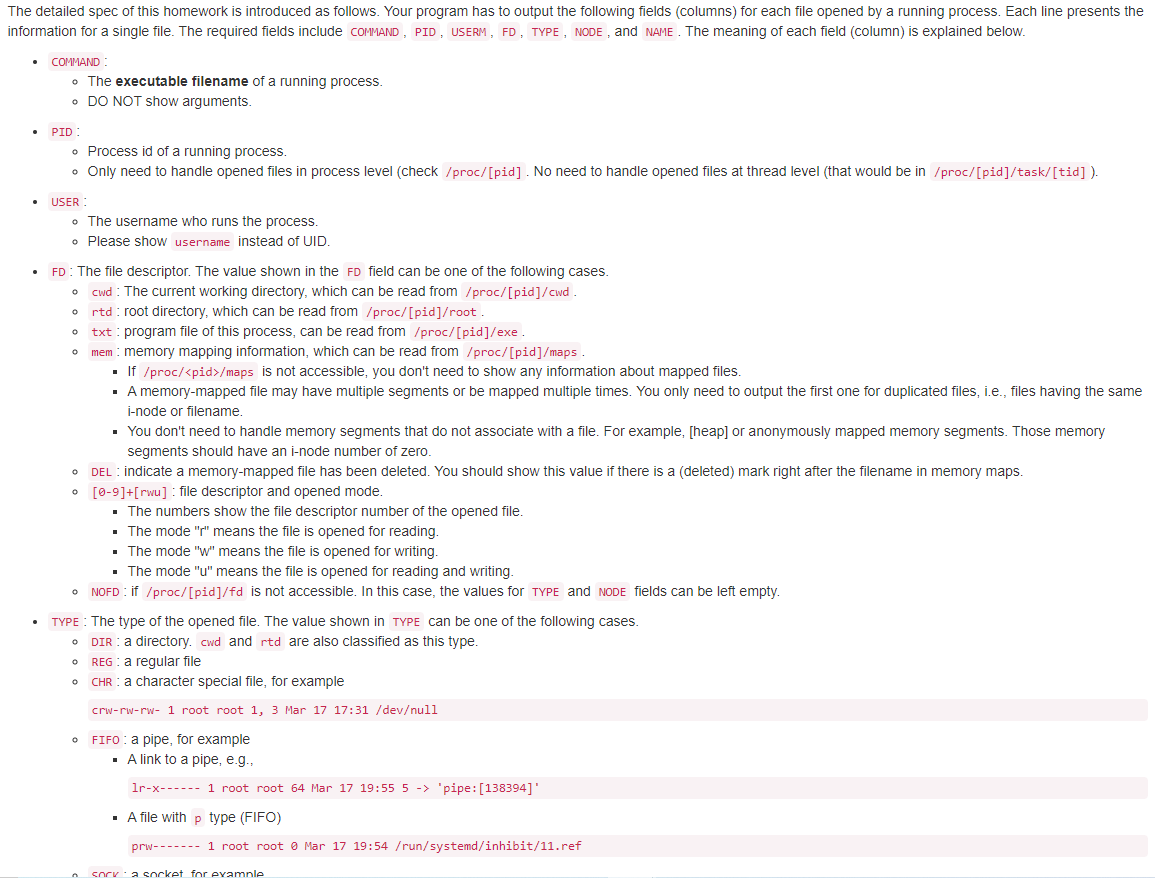 The detailed spec of this homework is introduced as follows. Your program has to output the following fields (columns) for each file opened by a running process. Each line presents the
information for a single file. The required fields include COMMAND, PID, USERM, FD, TYPE, NODE, and NAME. The meaning of each field (column) is explained below.
• COMMAND:
◦ The executable filename of a running process.
◦ DO NOT show arguments.
• PID:
◦ Process id of a running process.
◦ Only need to handle opened files in process level (check /proc/[pid]. No need to handle opened files at thread level (that would be in /proc/[pid]/task/[tid]).
• USER:
◦ The username who runs the process.
◦ Please show username instead of UID.
• FD: The file descriptor. The value shown in the FD field can be one of the following cases.
◦ cwd: The current working directory, which can be read from /proc/[pid]/cwd.
◦ rtd: root directory, which can be read from /proc/[pid]/root.
◦ txt: program file of this process, can be read from /proc/[pid]/exe.
◦ mem: memory mapping information, which can be read from /proc/[pid]/maps.
▪ If /proc/<pid>/maps is not accessible, you don't need to show any information about mapped files.
▪ A memory-mapped file may have multiple segments or be mapped multiple times. You only need to output the first one for duplicated files, i.e., files having the same
i-node or filename.
▪ You don't need to handle memory segments that do not associate with a file. For example, [heap] or anonymously mapped memory segments. Those memory
segments should have an i-node number of zero.
◦ DEL: indicate a memory-mapped file has been deleted. You should show this value if there is a (deleted) mark right after the filename in memory maps.
◦ [0-9]+[rwu]: file descriptor and opened mode.
▪ The numbers show the file descriptor number of the opened file.
▪ The mode "r" means the file is opened for reading.
▪ The mode "w" means the file is opened for writing.
▪ The mode "u" means the file is opened for reading and writing.
◦ NOFD: if /proc/[pid]/fd is not accessible. In this case, the values for TYPE and NODE fields can be left empty.
• TYPE: The type of the opened file. The value shown in TYPE can be one of the following cases.
◦ DIR: a directory. cwd and rtd are also classified as this type.
◦ REG: a regular file
◦ CHR: a character special file, for example
crw-rw-rw- 1 root root 1, 3 Mar 17 17:31 /dev/null
◦ FIFO: a pipe, for example
▪ A link to a pipe, e.g.,
lr-x------ 1 root root 64 Mar 17 19:55 5 -> 'pipe:[138394]'
▪ A file with p type (FIFO)
prw------- 1 root root 0 Mar 17 19:54 /run/systemd/inhibit/11.ref
◦ SOCK: a socket, for example